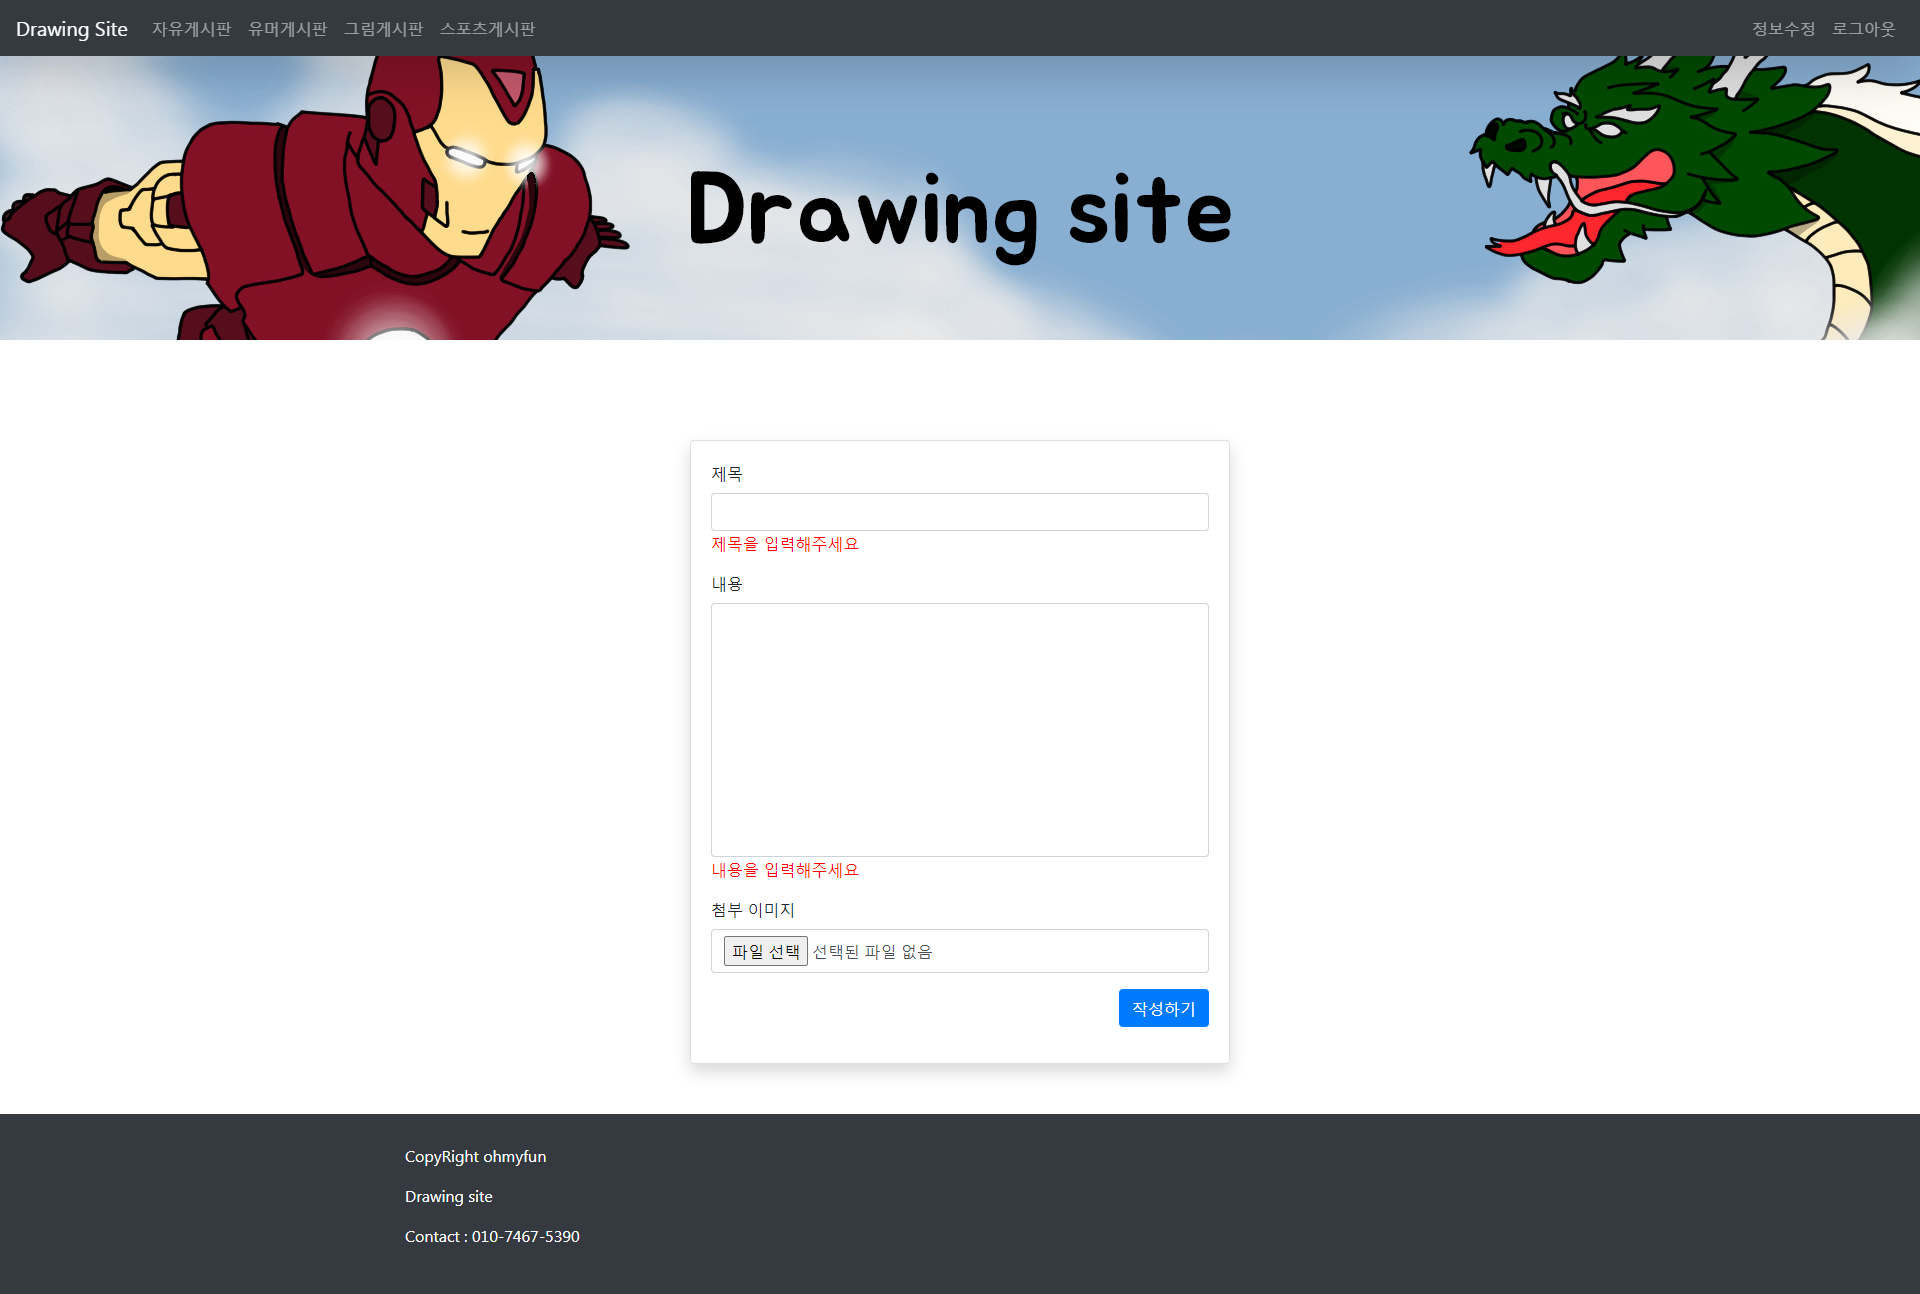 Drawing Site 자유게시판 유머게시판 그림게시판 스포츠게시판 정보수정 로그아웃
Drawing site
제목
제목을 입력해주세요
내용
내용을 입력해주세요
첨부 이미지
파일 선택 선택된 파일 없음
작성하기
CopyRight ohmyfun
Drawing site
Contact : 010-7467-5390